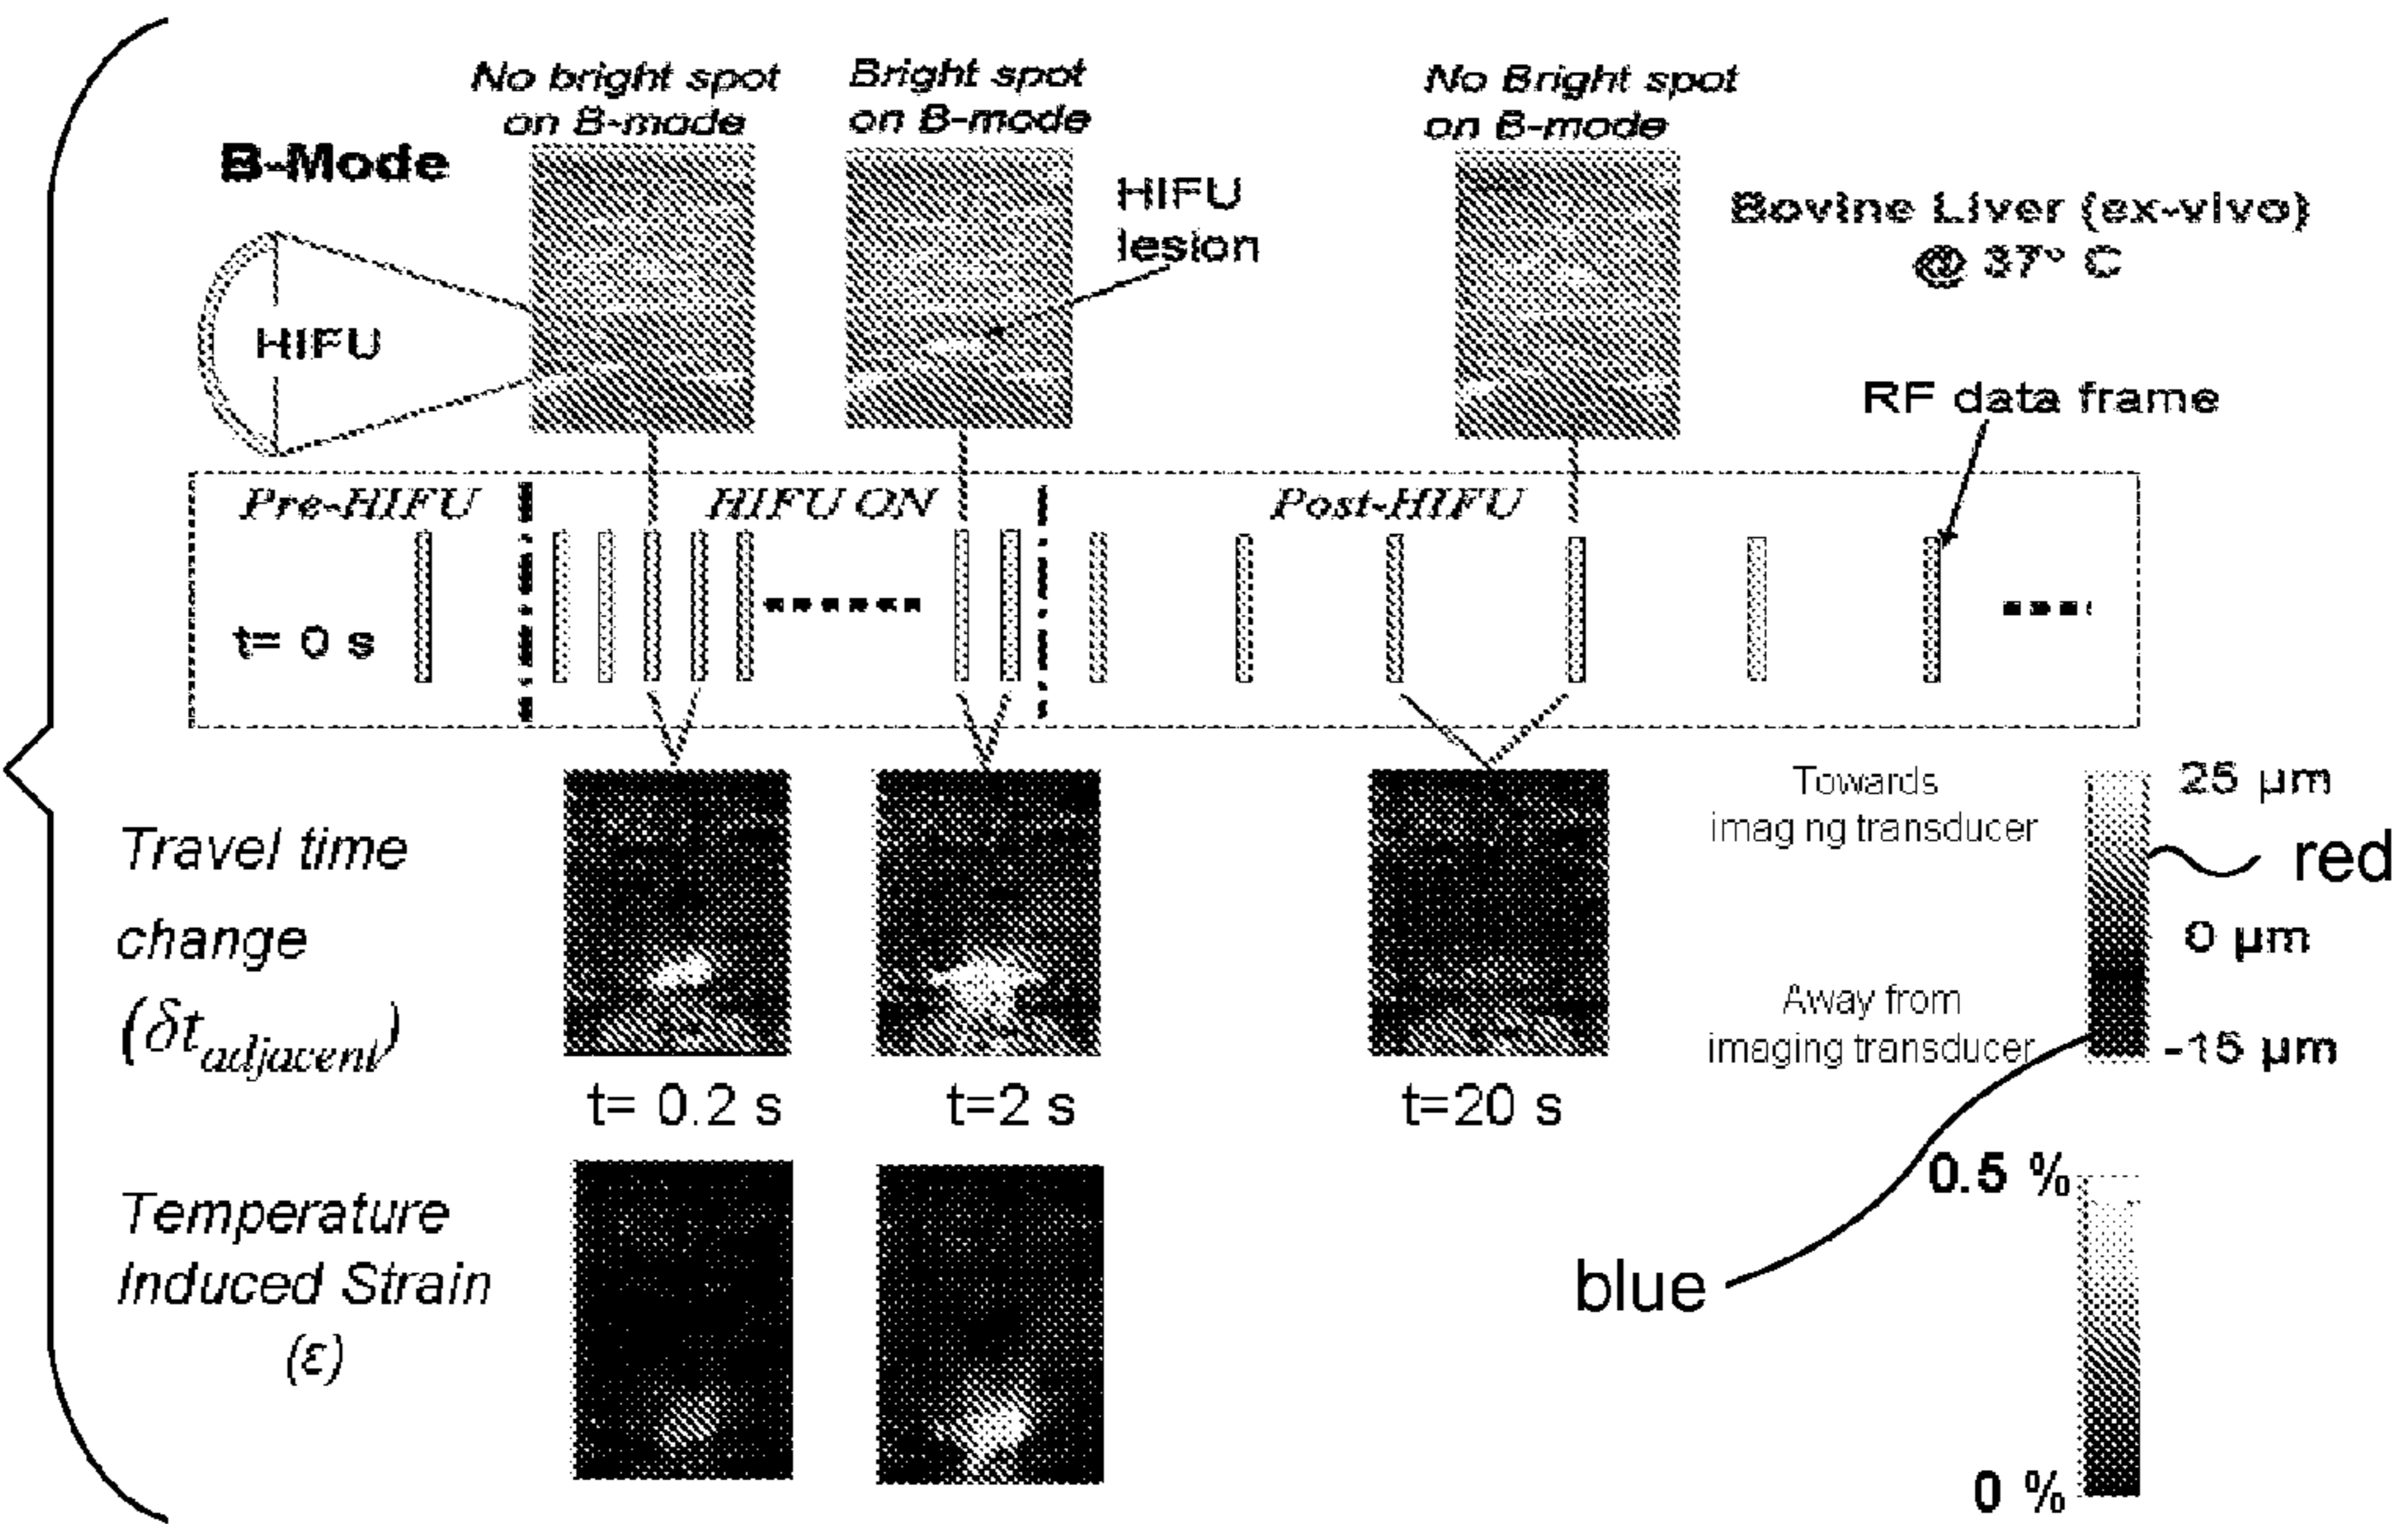 No bright spot
on B-mode
Bright spot
on B-mode
No Bright spot
on B-mode
B-Mode
HIFU
lesion
Bovine Liver (ex-vivo)
@ 37° C
HIFU
RF data frame
Pre-HIFU
HIFU ON
Post-HIFU
t= 0 s
Travel time
change
(δt adjacent)
Towards
imaging transducer
25 µm
red
0 µm
Away from
imaging transducer
-15 µm
t= 0.2 s
t=2 s
t=20 s
Temperature
Induced Strain
(ε)
0.5 %
blue
0 %